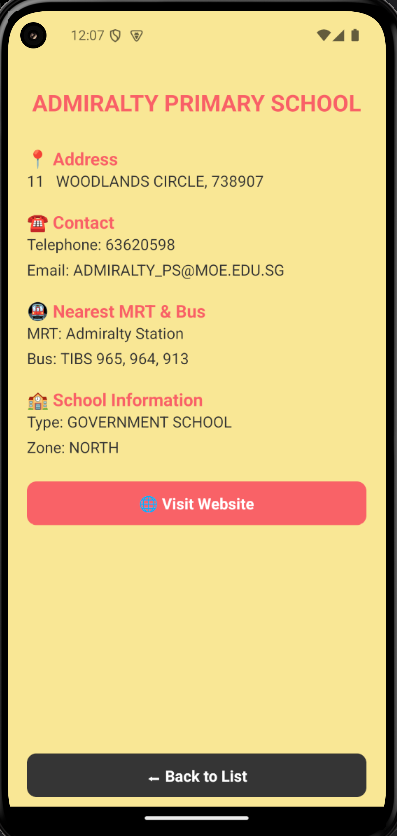 12:07
ADMIRALTY PRIMARY SCHOOL
📍 Address
11   WOODLANDS CIRCLE, 738907
☎️ Contact
Telephone: 63620598
Email: ADMIRALTY_PS@MOE.EDU.SG
🚇 Nearest MRT & Bus
MRT: Admiralty Station
Bus: TIBS 965, 964, 913
🏫 School Information
Type: GOVERNMENT SCHOOL
Zone: NORTH
🌐 Visit Website
← Back to List